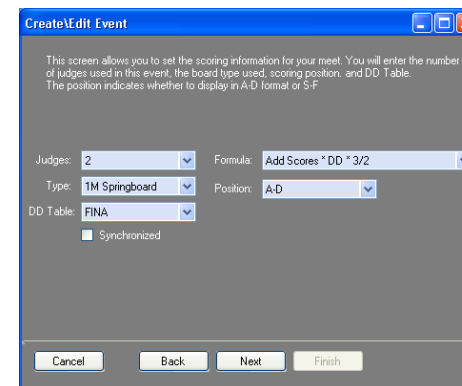 Create\Edit Event
This screen allows you to set the scoring information for your meet. You will enter the number
of judges used in this event, the board type used, scoring position. and DD Table.
The position indicates whether to display in A-D format or S-F
Judges: 2 Formula: Add Scores * DD * 3/2
Type: 1M Springboard Position: A-D
DD Table: FINA
Synchronized
Cancel Back Next Finish